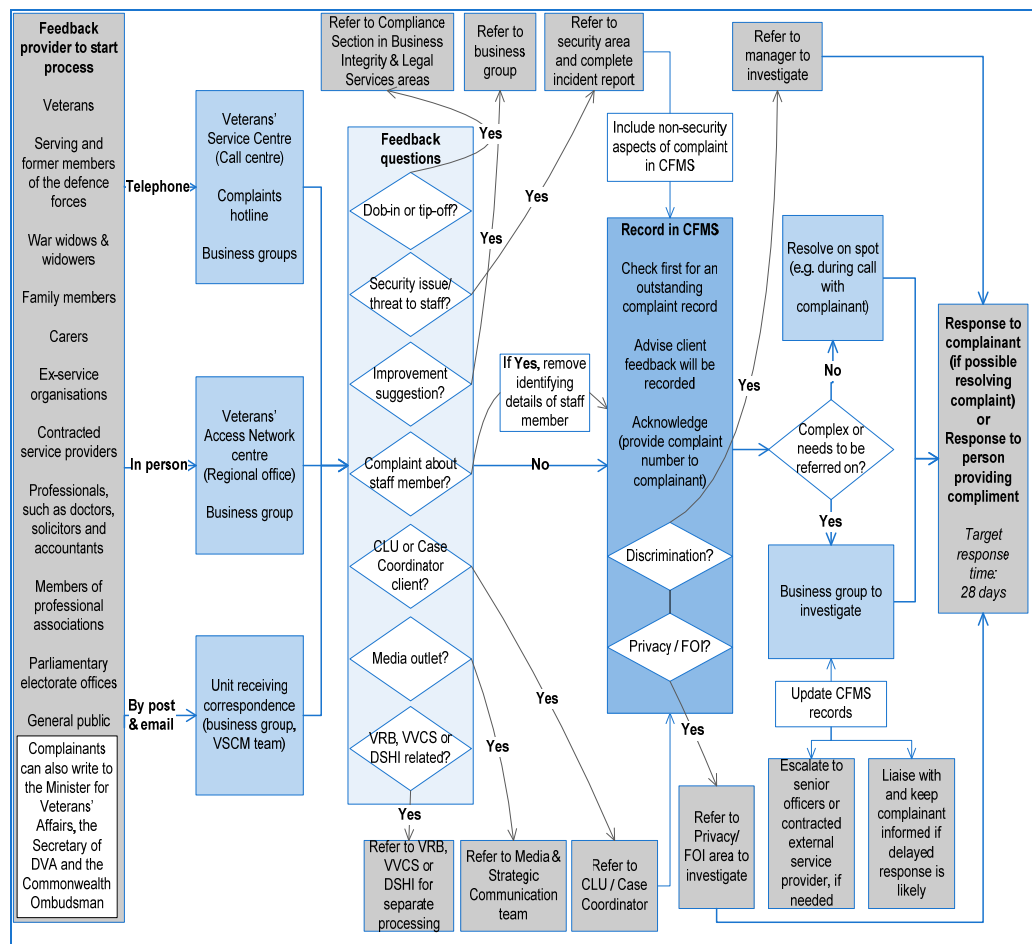 Feedback
provider to start
process
Veterans
Serving and
former members
of the defence
forces
War widows &
widowers
Family members
Carers
Ex-service
organisations
Contracted
service providers
Professionals,
such as doctors,
solicitors and
accountants
Members of
professional
associations
Parliamentary
electorate offices
General public
Complainants
can also write to
the Minister for
Veterans'
Affairs, the
Secretary of
DVA and the
Commonwealth
Ombudsman
Telephone
In person
By post
& email
Veterans'
Service Centre
(Call centre)
Complaints
hotline
Business groups
Veterans'
Access Network
centre
(Regional office)
Business group
Unit receiving
correspondence
(business group,
VSCM team)
Refer to Compliance
Section in Business
Integrity & Legal
Services areas
Refer to
business group
Refer to
security area
and complete
incident report
Refer to
manager to
investigate
Feedback
questions
Dob-in or tip-off?
Security issue/
threat to staff?
Improvement
suggestion?
Complaint about
staff member?
CLU or Case
Coordinator
client?
Media outlet?
VRB, VVCS or
DSHI related?
Yes
Yes
Yes
If Yes, remove
identifying
details of staff
member
No
Yes
Yes
Yes
Refer to VRB,
VVCS or
DSHI for
separate
processing
Refer to Media &
Strategic
Communication
team
Refer to
CLU / Case
Coordinator
Include non-security
aspects of complaint
in CFMS
Record in CFMS
Check first for an
outstanding
complaint record
Advise client
feedback will be
recorded
Acknowledge
(provide complaint
number to
complainant)
Discrimination?
Privacy / FOI?
Yes
Yes
Refer to
Privacy/
FOI area to
investigate
Resolve on spot
(e.g. during call
with
complainant)
No
Complex or
needs to be
referred on?
Yes
Business group to
investigate
Update CFMS
records
Escalate to
senior
officers or
contracted
external
service
provider, if
needed
Liaise with
and keep
complainant
informed if
delayed
response is
likely
Response to
complainant
(if possible
resolving
complaint)
or
Response to
person
providing
compliment
Target
response
time:
28 days